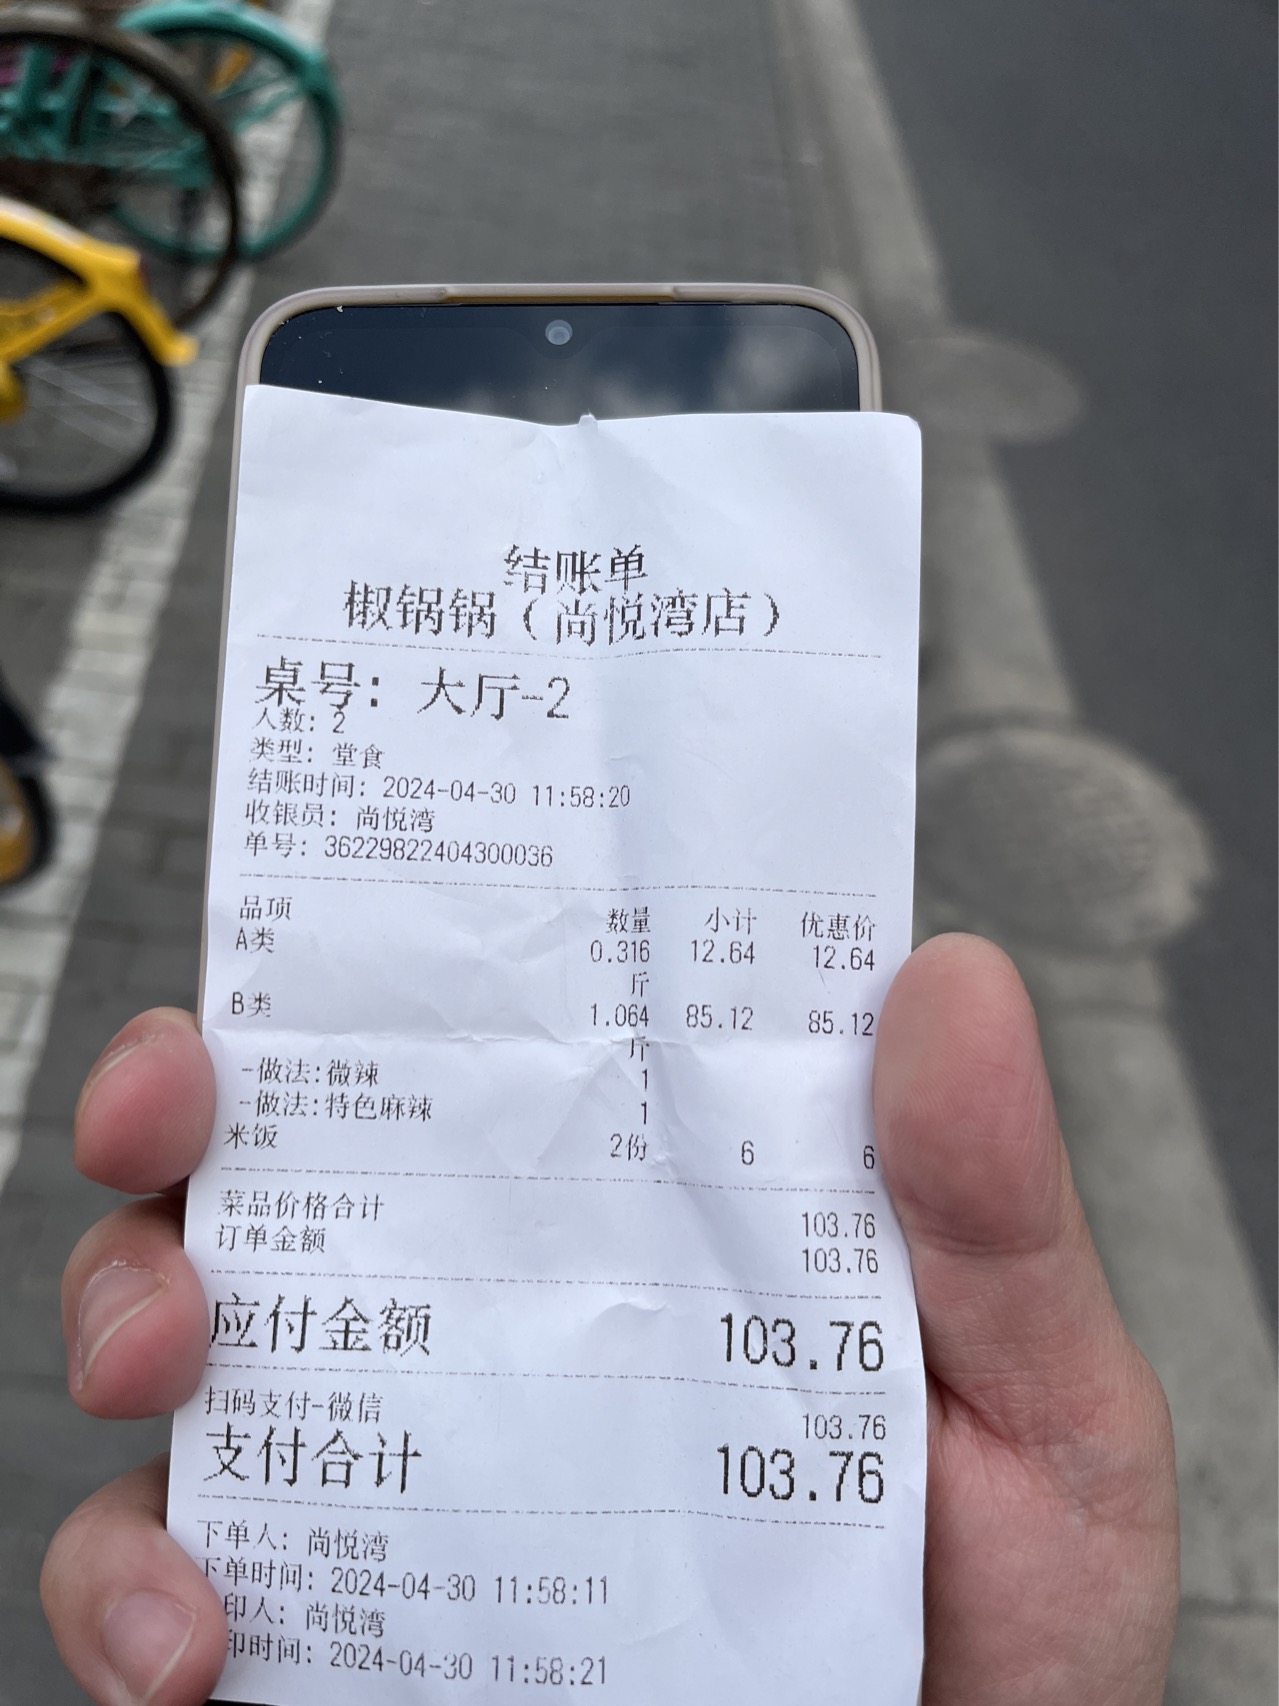 结账单
椒锅锅（尚悦湾店）
桌号： 大厅-2
人数：2
类型：堂食
结账时间：2024-04-30 11:58:20
收银员：尚悦湾
单号：362298822404300036
品项 数量 小计 优惠价
A类 0.316 12.64 12.64
斤
B类 1.064 85.12 85.12
斤
-做法:微辣 1
-做法:特色麻辣 1
米饭 2份 6 6
菜品价格合计 103.76
订单金额 103.76
应付金额 103.76
扫码支付-微信 103.76
支付合计 103.76
下单人：尚悦湾
下单时间：2024-04-30 11:58:11
印人：尚悦湾
印时间：2024-04-30 11:58:21